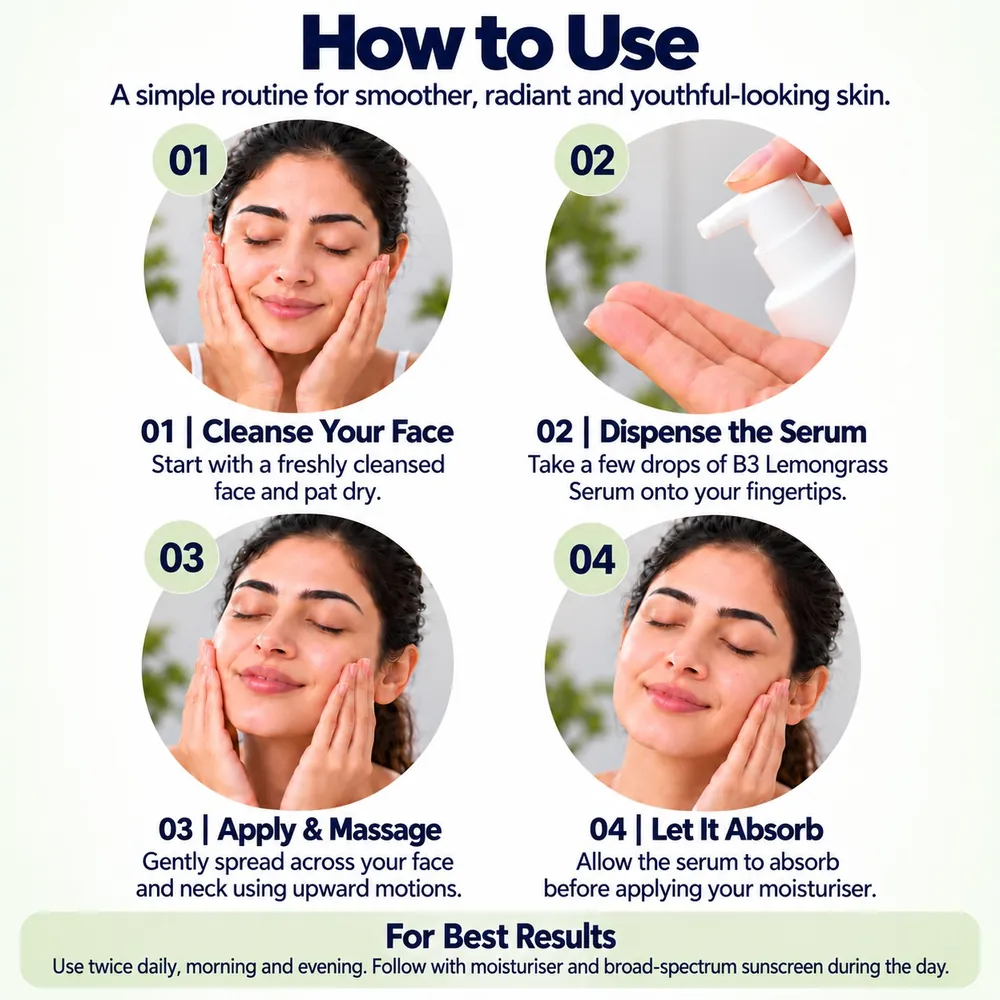 How to Use
A simple routine for smoother, radiant and youthful-looking skin.
01
02
01 | Cleanse Your Face
Start with a freshly cleansed
face and pat dry.
02 | Dispense the Serum
Take a few drops of B3 Lemongrass
Serum onto your fingertips.
03
04
03 | Apply & Massage
Gently spread across your face
and neck using upward motions.
04 | Let It Absorb
Allow the serum to absorb
before applying your moisturiser.
For Best Results
Use twice daily, morning and evening. Follow with moisturiser and broad-spectrum sunscreen during the day.